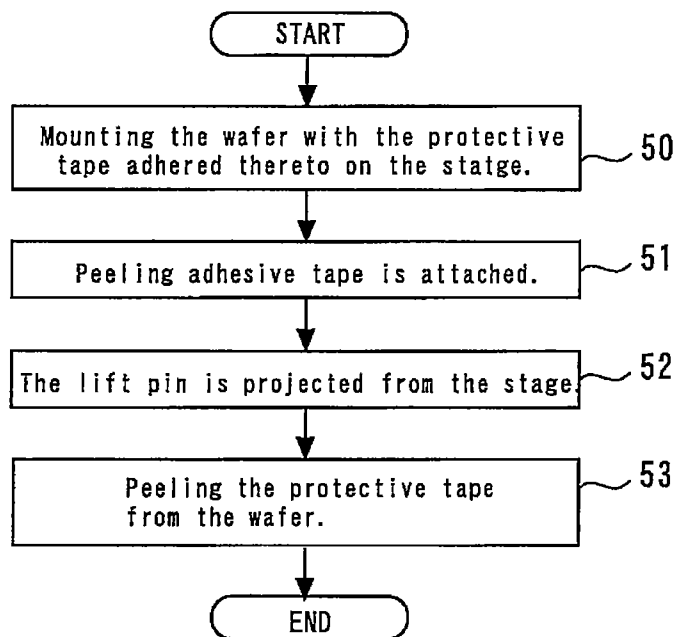 START
Mounting the wafer with the protective
tape adhered thereto on the statge.
50
Peeling adhesive tape is attached.
51
The lift pin is projected from the stage.
52
Peeling the protective tape
from the wafer.
53
END